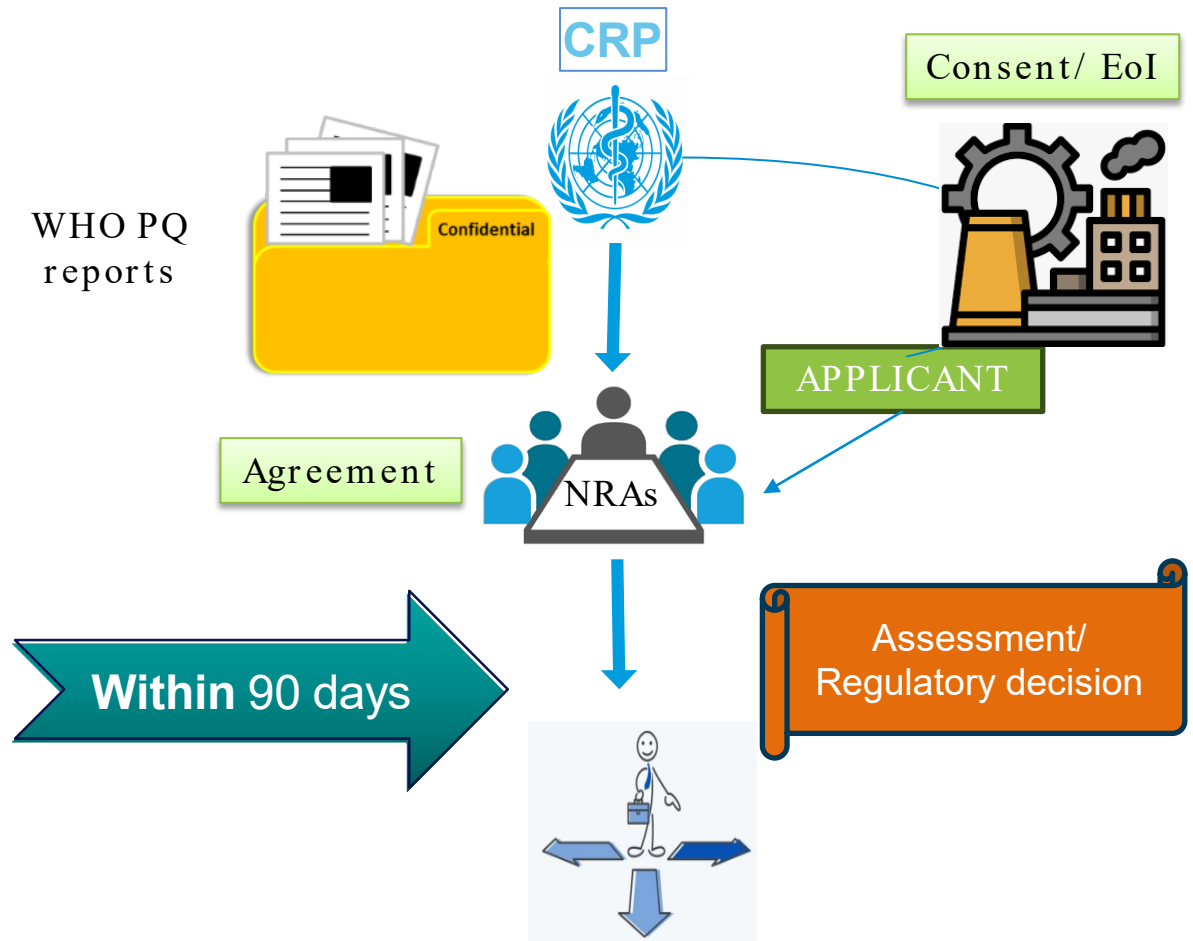 CRP
Consent/ EoI
WHO PQ
reports
Confidential
APPLICANT
Agreement
NRAs
Within 90 days
Assessment/
Regulatory decision